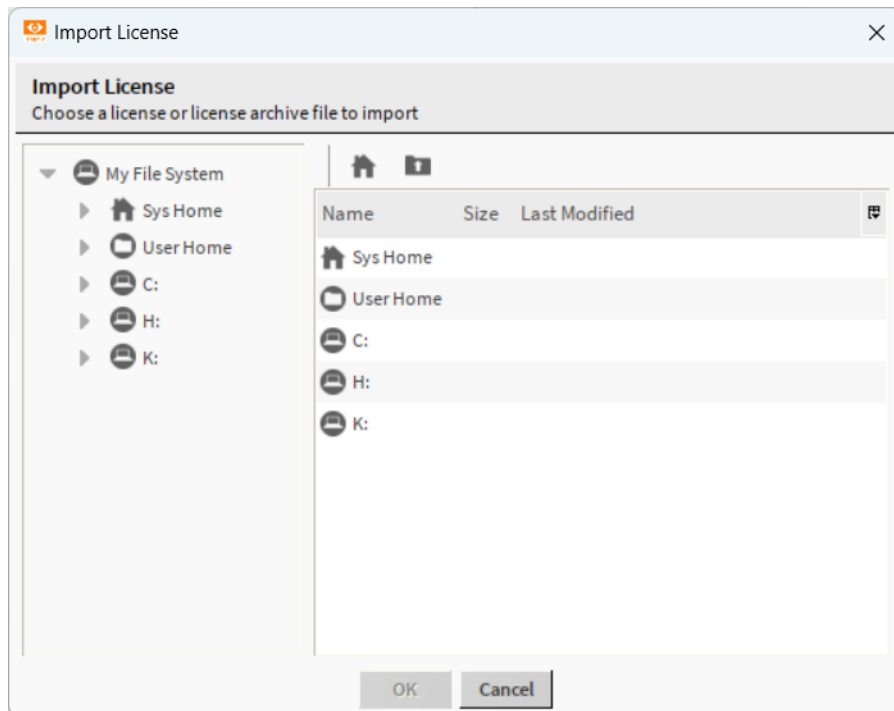 Import License
Import License
Choose a license or license archive file to import
My File System
Sys Home
User Home
C:
H:
K:
Name Size Last Modified
Sys Home
User Home
C:
H:
K:
OK Cancel